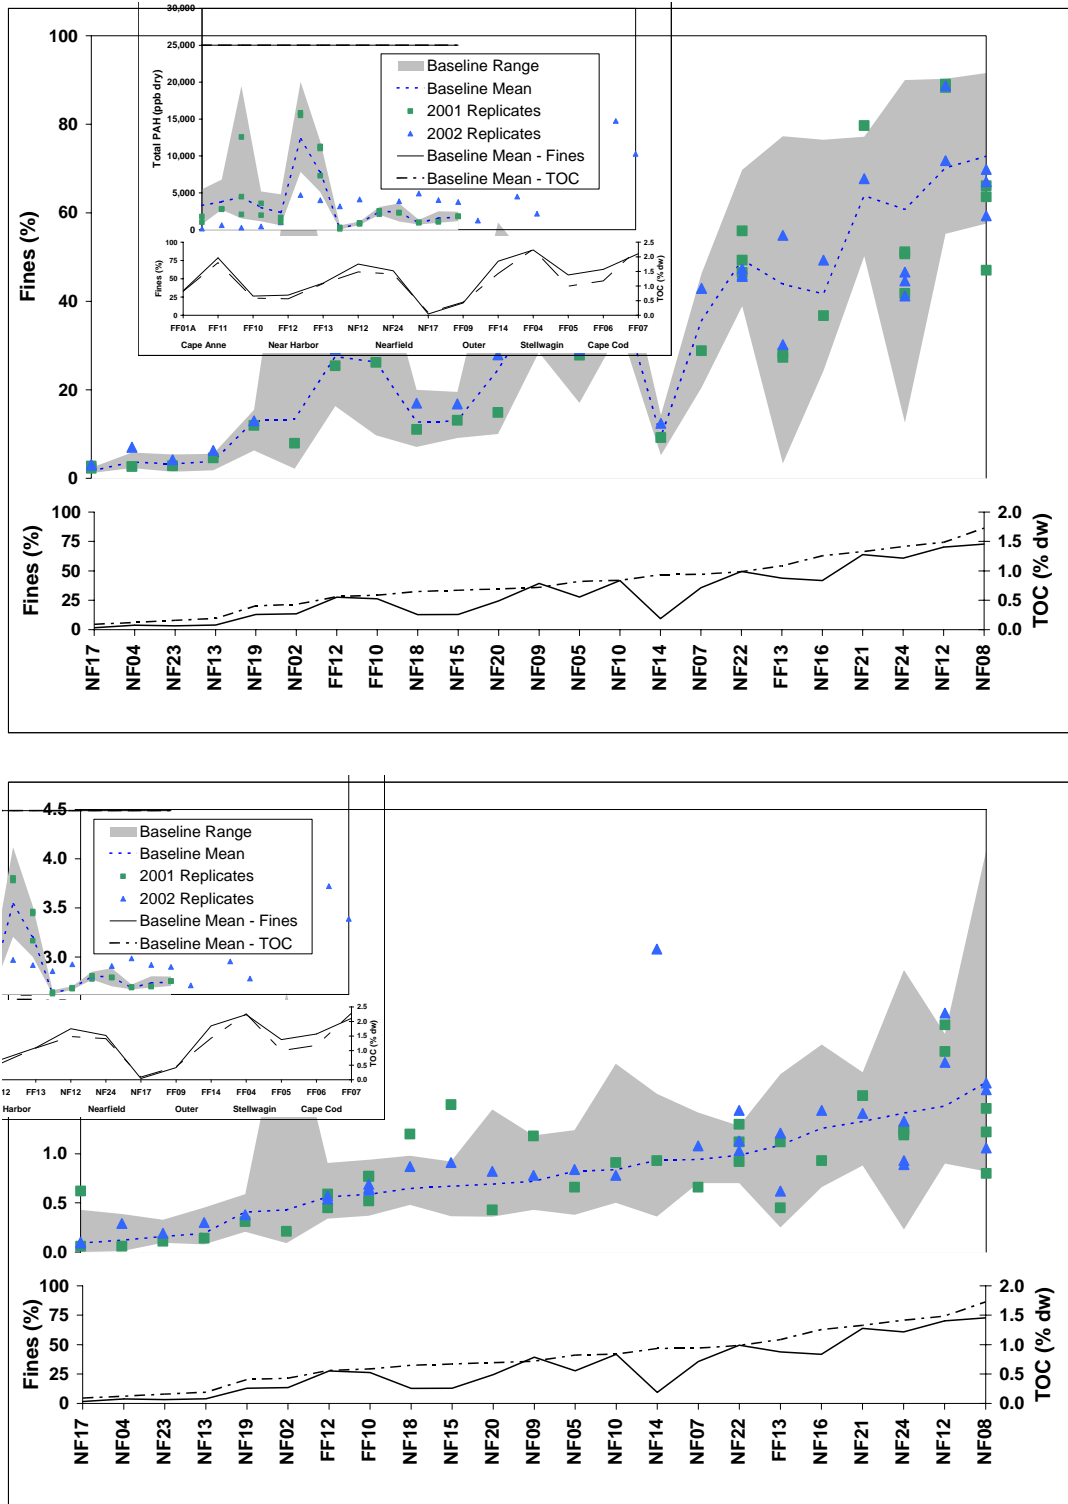 30,000
25,000
20,000
15,000
10,000
5,000
0
Total PAH (ppb dry)
Baseline Range
Baseline Mean
2001 Replicates
2002 Replicates
Baseline Mean - Fines
Baseline Mean - TOC
100
75
50
25
0
Fines (%)
2.5
2.0
1.5
1.0
0.5
0.0
TOC (% dw)
FF01A FF11 FF10 FF12 FF13 NF12 NF24 NF17 FF09 FF14 FF04 FF05 FF06 FF07
Cape Anne Near Harbor Nearfield Outer Stellwagin Cape Cod
100
80
60
40
20
0
Fines (%)
100
75
50
25
0
Fines (%)
2.0
1.5
1.0
0.5
0.0
TOC (% dw)
NF17 NF04 NF23 NF13 NF19 NF02 FF12 FF10 NF18 NF15 NF20 NF09 NF05 NF10 NF14 NF07 NF22 FF13 NF16 NF21 NF24 NF12 NF08
4.5
4.0
3.5
3.0
1.0
0.5
0.0
Baseline Range
Baseline Mean
2001 Replicates
2002 Replicates
Baseline Mean - Fines
Baseline Mean - TOC
2.5
2.0
1.5
1.0
0.5
0.0
TOC (% dw)
12 FF13 NF12 NF24 NF17 FF09 FF14 FF04 FF05 FF06 FF07
Harbor Nearfield Outer Stellwagin Cape Cod
100
75
50
25
0
Fines (%)
2.0
1.5
1.0
0.5
0.0
TOC (% dw)
NF17 NF04 NF23 NF13 NF19 NF02 FF12 FF10 NF18 NF15 NF20 NF09 NF05 NF10 NF14 NF07 NF22 FF13 NF16 NF21 NF24 NF12 NF08